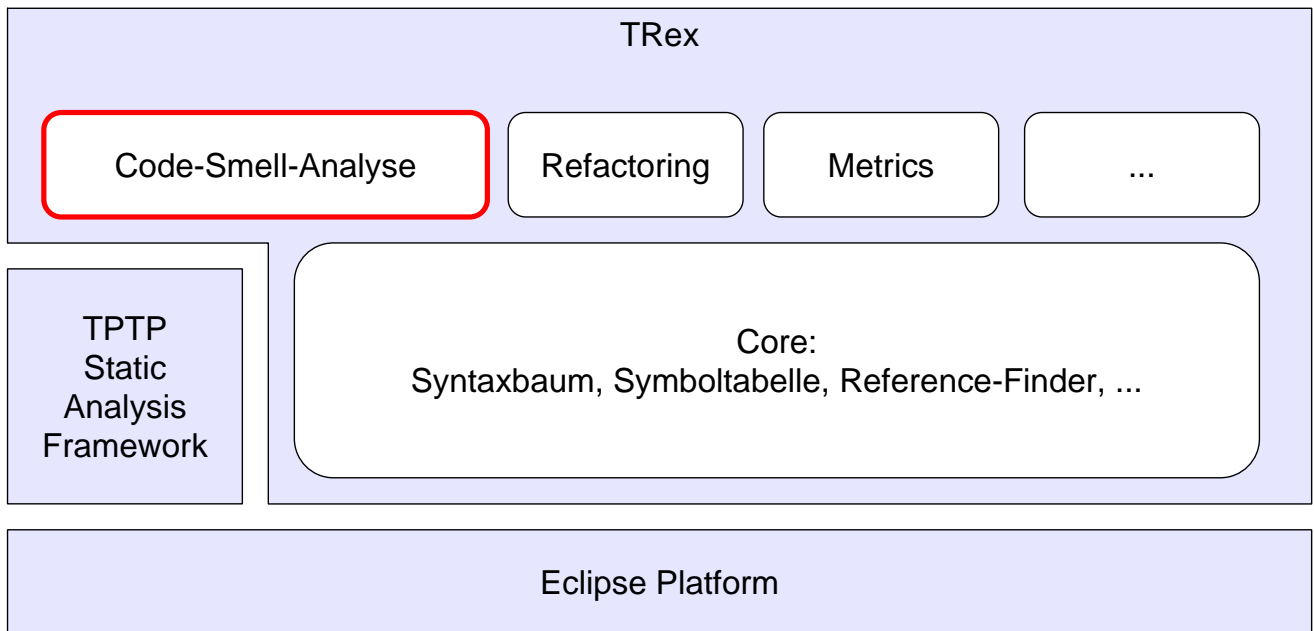 TRex
Code-Smell-Analyse
Refactoring
Metrics
...
TPTP
Static
Analysis
Framework
Core:
Syntaxbaum, Symboltabelle, Reference-Finder, ...
Eclipse Platform